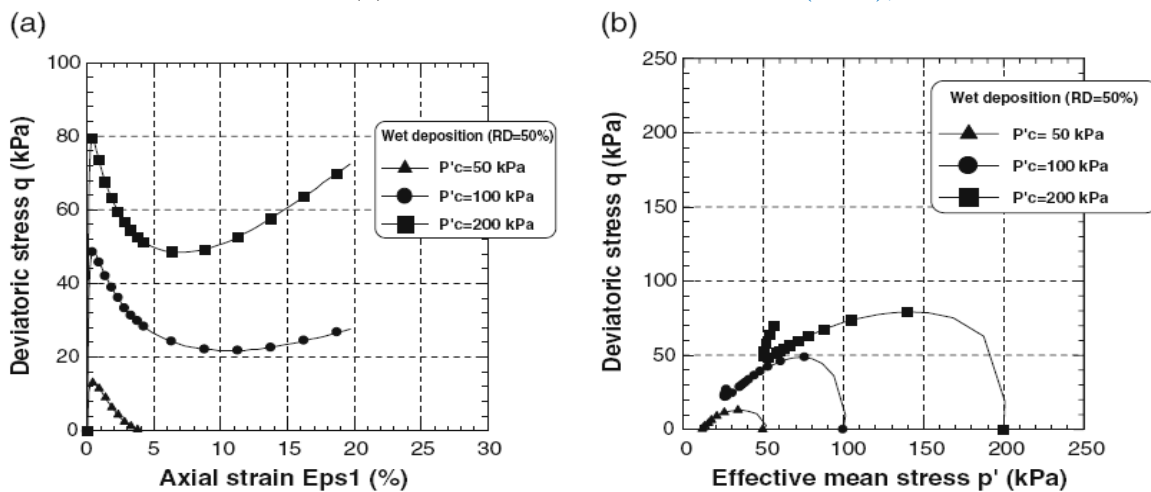 (a)
100
80
60
40
20
0
0 5 10 15 20 25 30
Deviatoric stress q (kPa)
Axial strain Eps1 (%)
Wet deposition (RD=50%)
P'c=50 kPa
P'c=100 kPa
P'c=200 kPa
(b)
250
200
150
100
50
0
0 50 100 150 200 250
Deviatoric stress q (kPa)
Effective mean stress p' (kPa)
Wet deposition (RD=50%)
P'c= 50 kPa
P'c=100 kPa
P'c=200 kPa